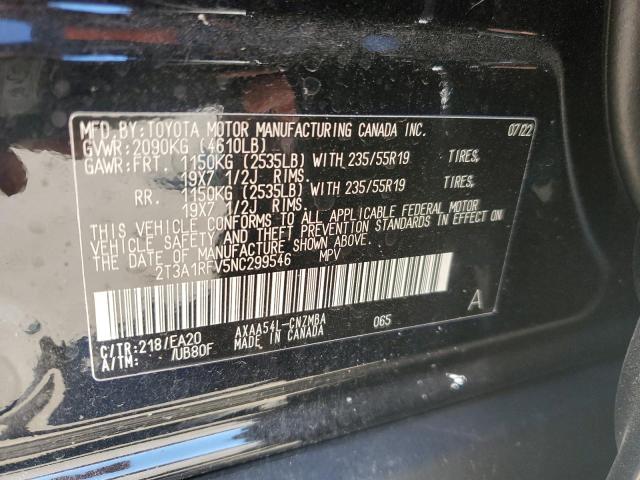 MFD.BY:TOYOTA MOTOR MANUFACTURING CANADA INC. 07/22
GVWR:2090KG (4610LB)
GAWR:FRT. 1150KG (2535LB) WITH 235/55R19 TIRES,
19X7 1/2J RIMS.
RR. 1150KG (2535LB) WITH 235/55R19 TIRES,
19X7 1/2J RIMS.
THIS VEHICLE CONFORMS TO ALL APPLICABLE FEDERAL MOTOR
VEHICLE SAFETY AND THEFT PREVENTION STANDARDS IN EFFECT ON
THE DATE OF MANUFACTURE SHOWN ABOVE.
2T3A1RFV5NC299546 MPV
A
C/TR:218/EA20 AXAA54L-CNZMBA 065
A/TM: /UB80F MADE IN CANADA